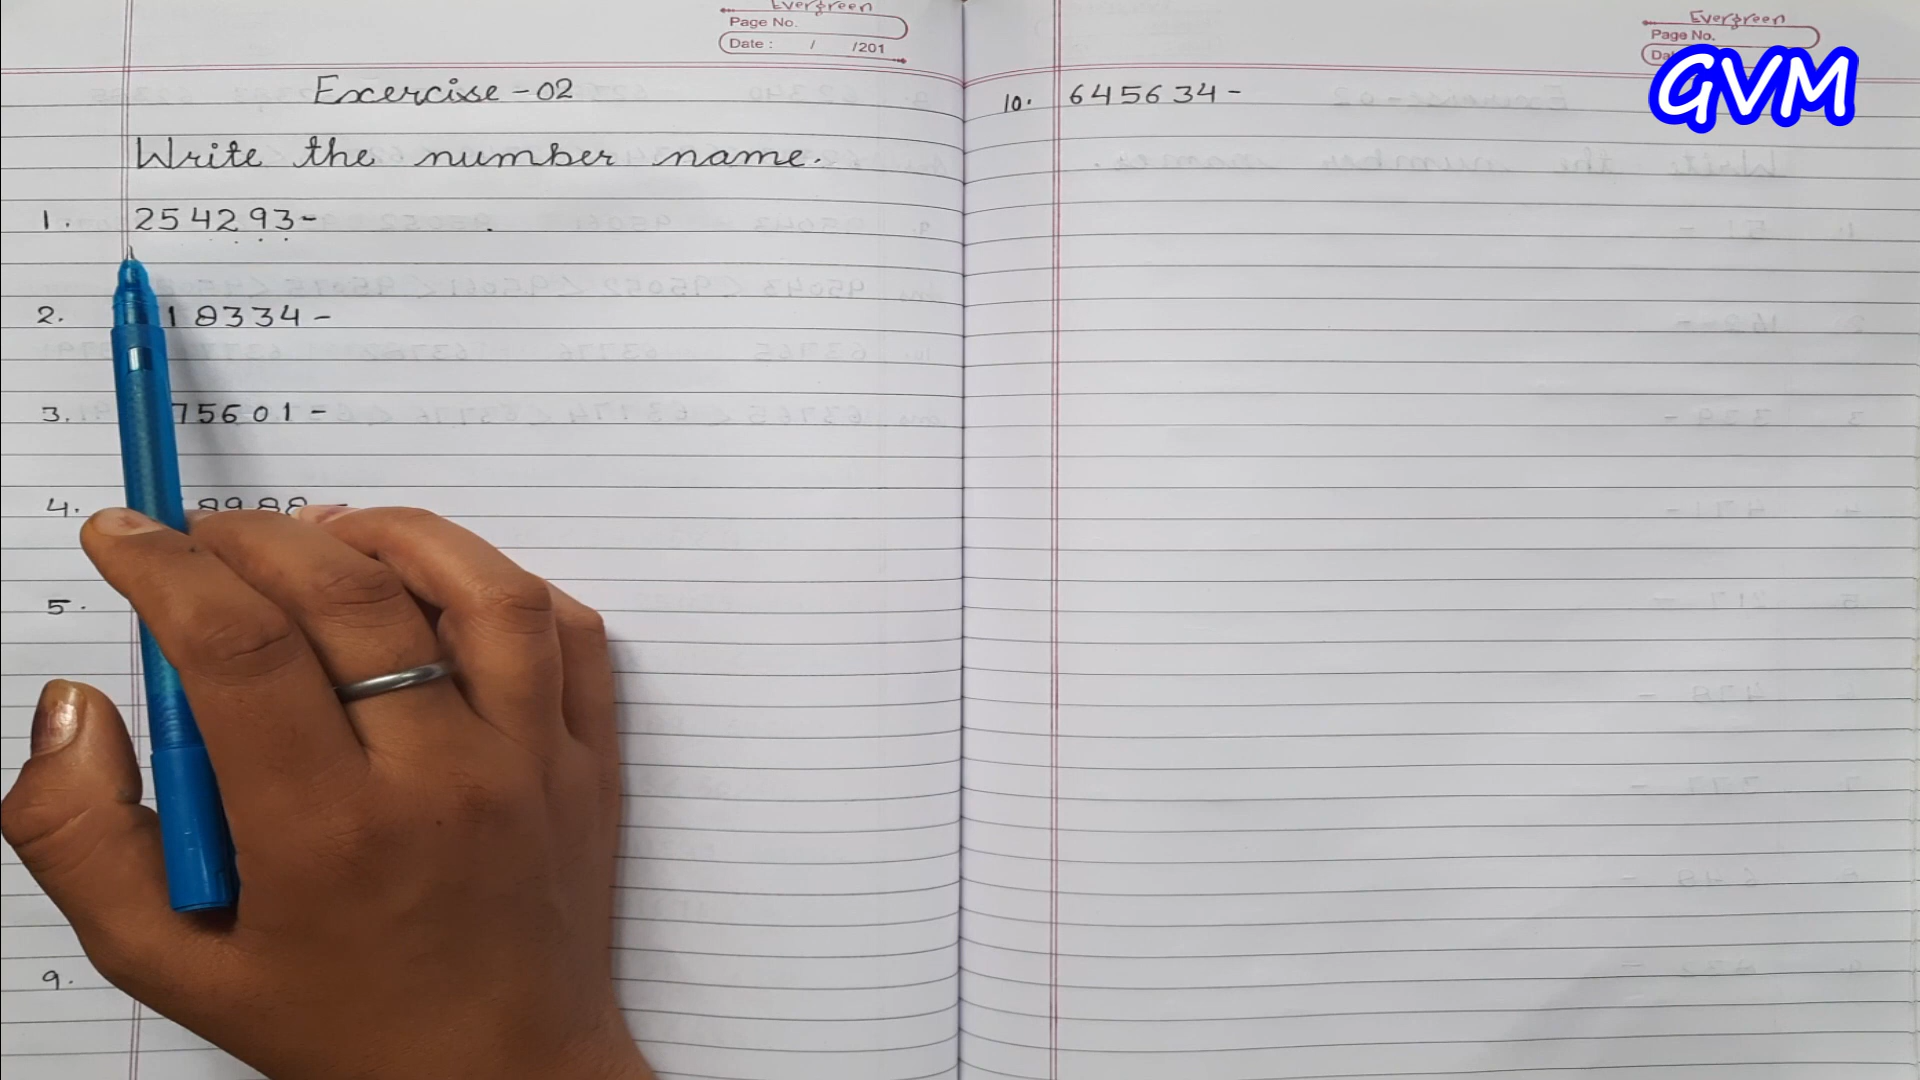 Evergreen
Page No.
Date : / /201
Exercise - 02
Write the number name.
1. 254293 -
2. 18334 -
3. 75601 -
4. 8988 -
5.
9.
Evergreen
Page No.
GVM
10. 645634 -